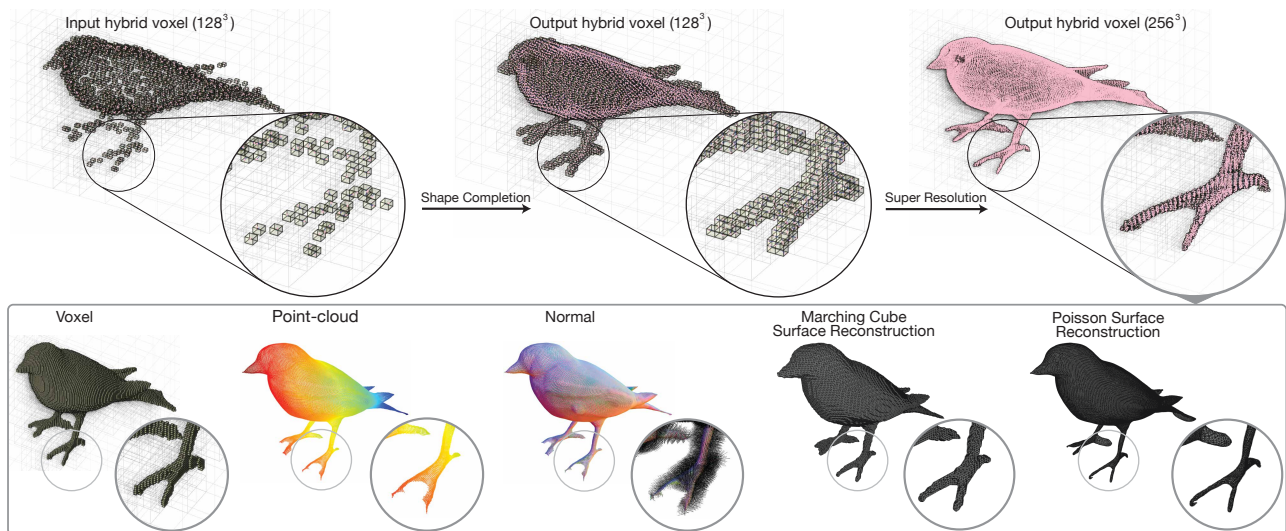 Input hybrid voxel (128³)
Output hybrid voxel (128³)
Output hybrid voxel (256³)
Shape Completion
Super Resolution
Voxel
Point-cloud
Normal
Marching Cube
Surface Reconstruction
Poisson Surface
Reconstruction